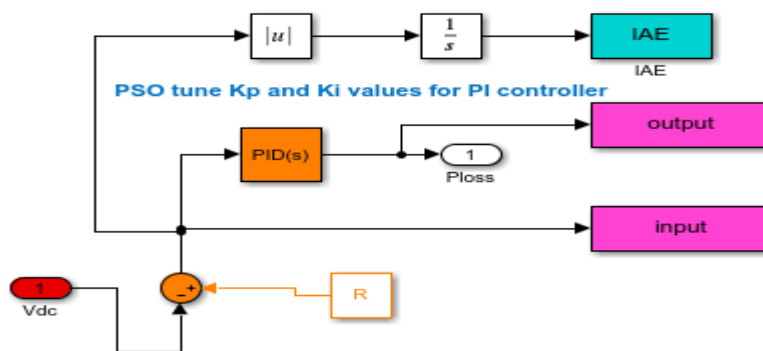 |u|
1
s
IAE
IAE
PSO tune Kp and Ki values for PI controller
output
PID(s)
1
Ploss
input
1
Vdc
- +
R